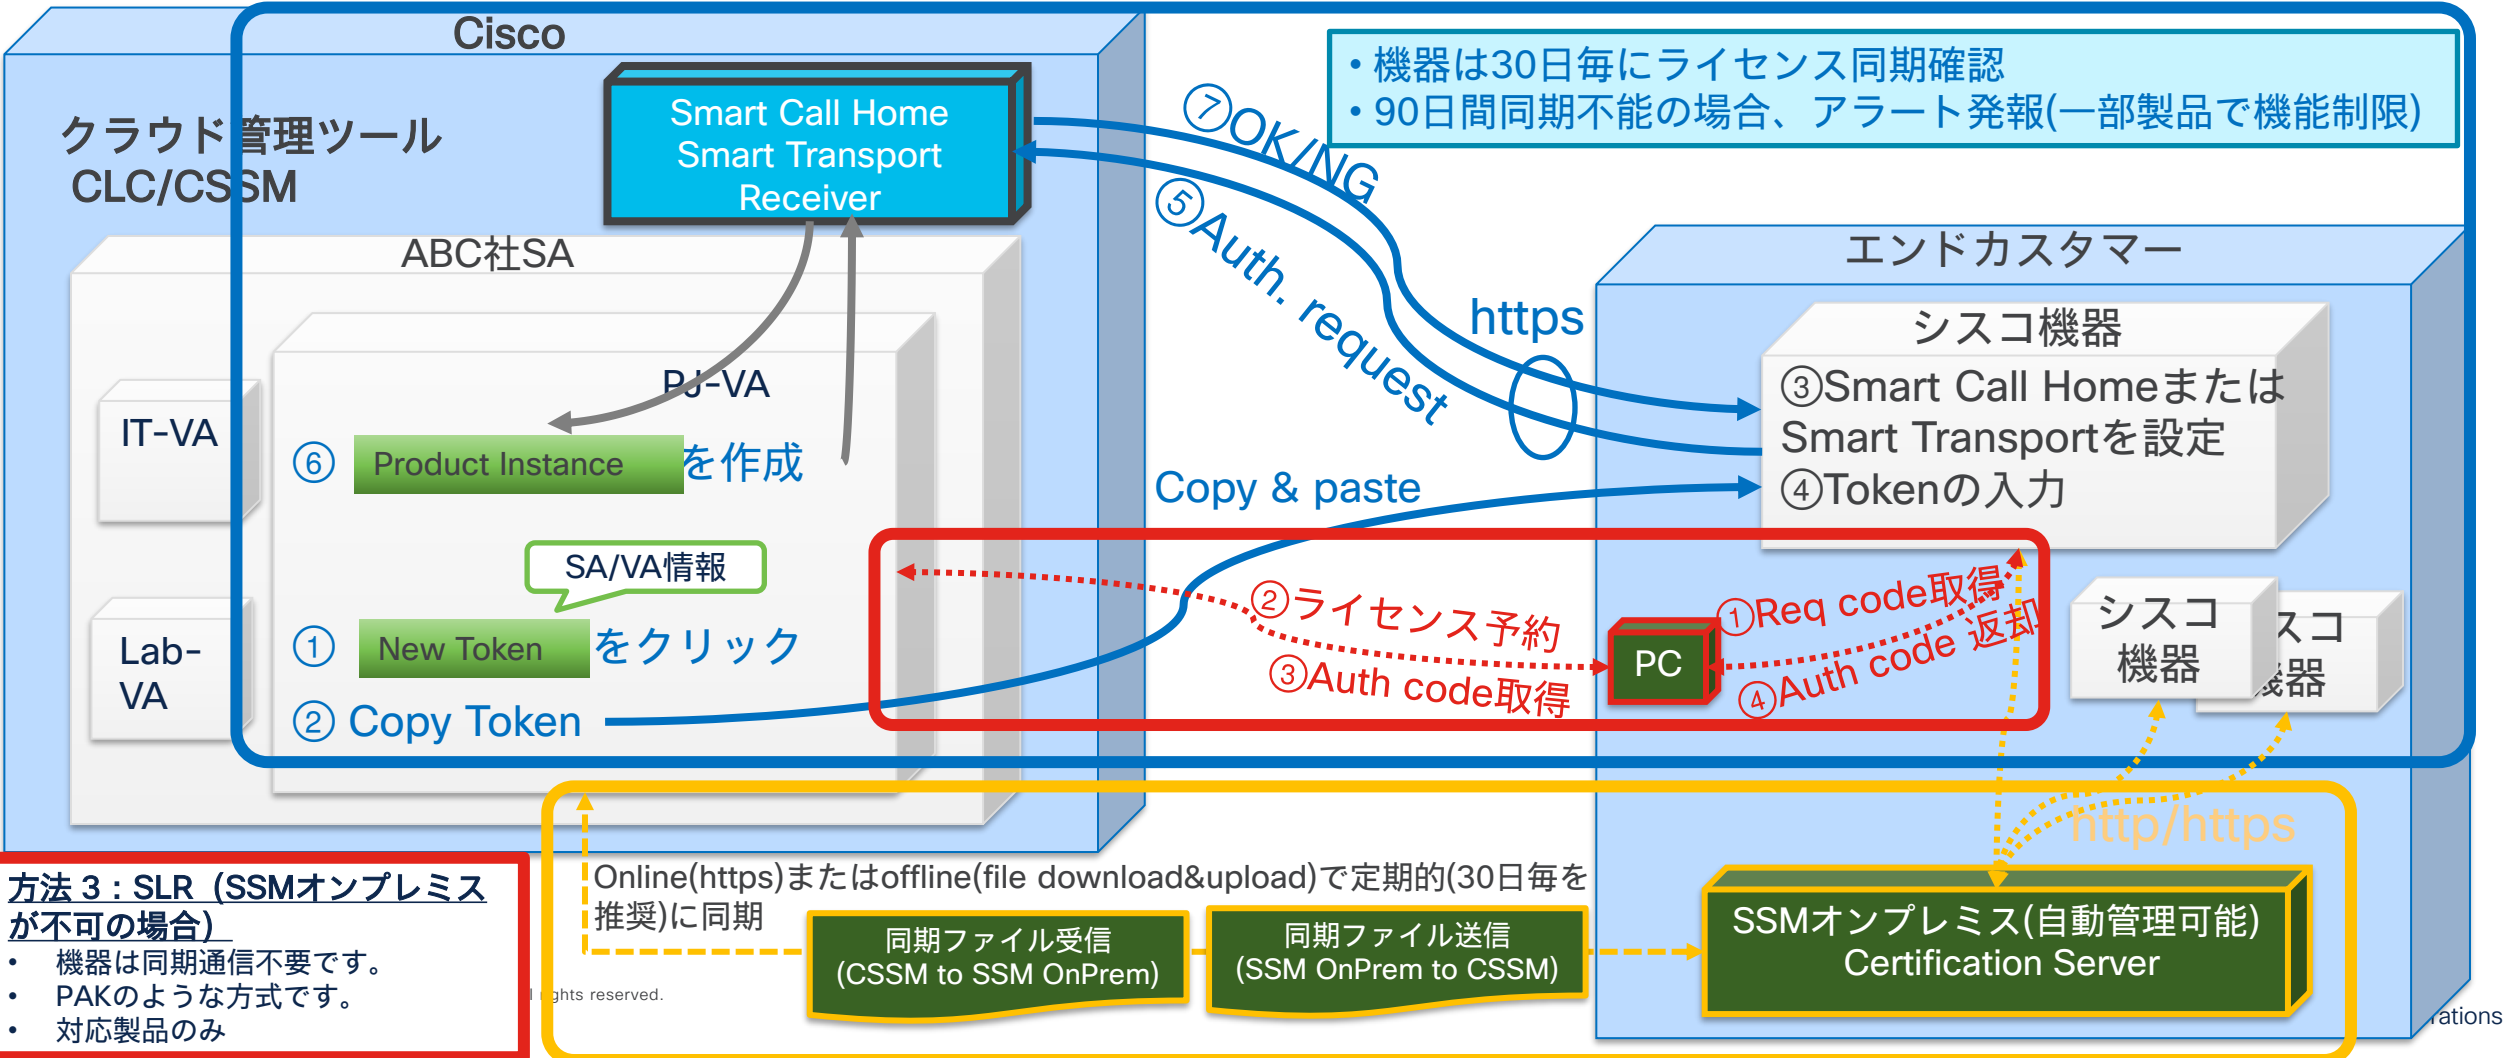 Cisco
クラウド管理ツール
CLC/CSSM
Smart Call Home
Smart Transport
Receiver
・機器は30日毎にライセンス同期確認
・90日間同期不能の場合、アラート発報(一部製品で機能制限)
⑦OK/NG
⑤Auth. request
https
Copy & paste
ABC社SA
PJ-VA
IT-VA
Lab-
VA
⑥ Product Instance を作成
SA/VA情報
① New Token をクリック
② Copy Token
エンドカスタマー
シスコ機器
③Smart Call Homeまたは
Smart Transportを設定
④Tokenの入力
②ライセンス予約
③Auth code取得
PC
①Req code取得
④Auth code 返却
シスコ
機器
スコ
機器
http/https
Online(https)またはoffline(file download&upload)で定期的(30日毎を
推奨)に同期
同期ファイル受信
(CSSM to SSM OnPrem)
同期ファイル送信
(SSM OnPrem to CSSM)
SSMオンプレミス(自動管理可能)
Certification Server
方法 3：SLR（SSMオンプレミス
が不可の場合）
• 機器は同期通信不要です。
• PAKのような方式です。
• 対応製品のみ
rights reserved.
rations